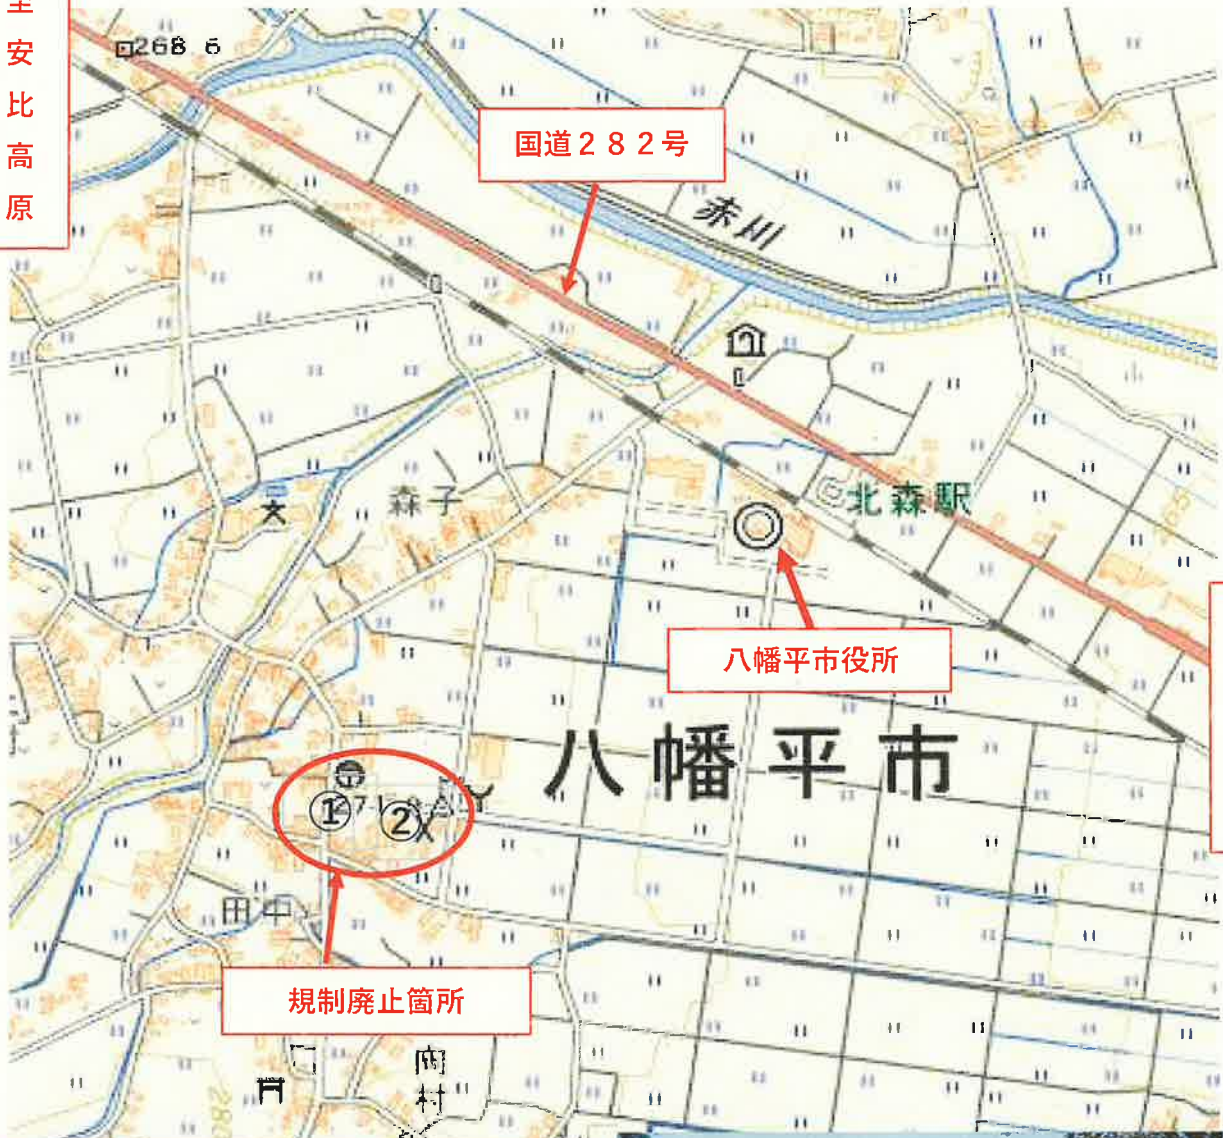 至
安
比
高
原
268.6
国道282号
赤川
森子
北森駅
八幡平市役所
八幡平市
①
②
田中
規制廃止箇所
280